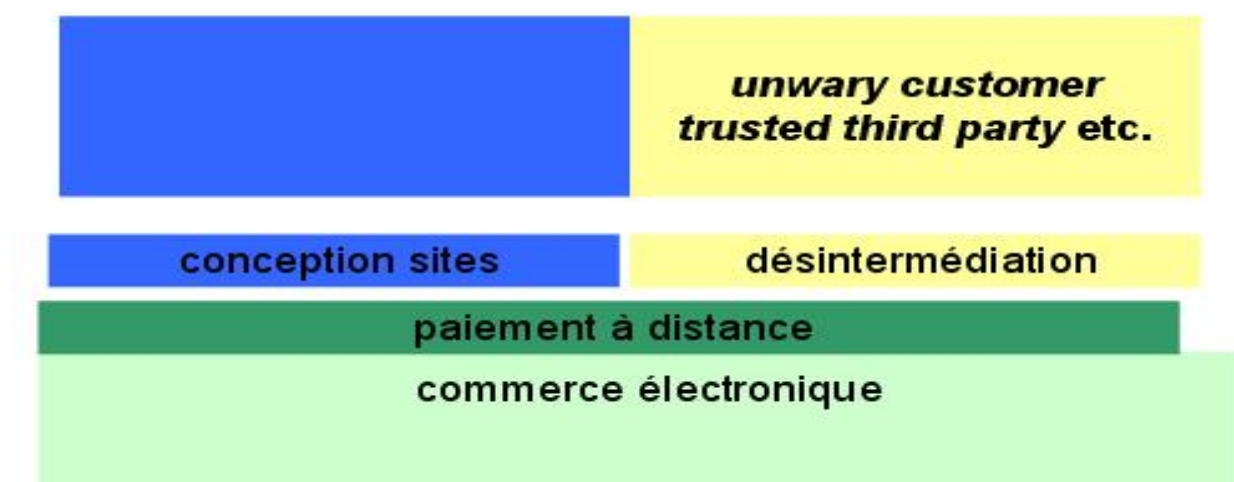 unwary customer
trusted third party etc.
conception sites
désintermédiation
paiement à distance
commerce électronique